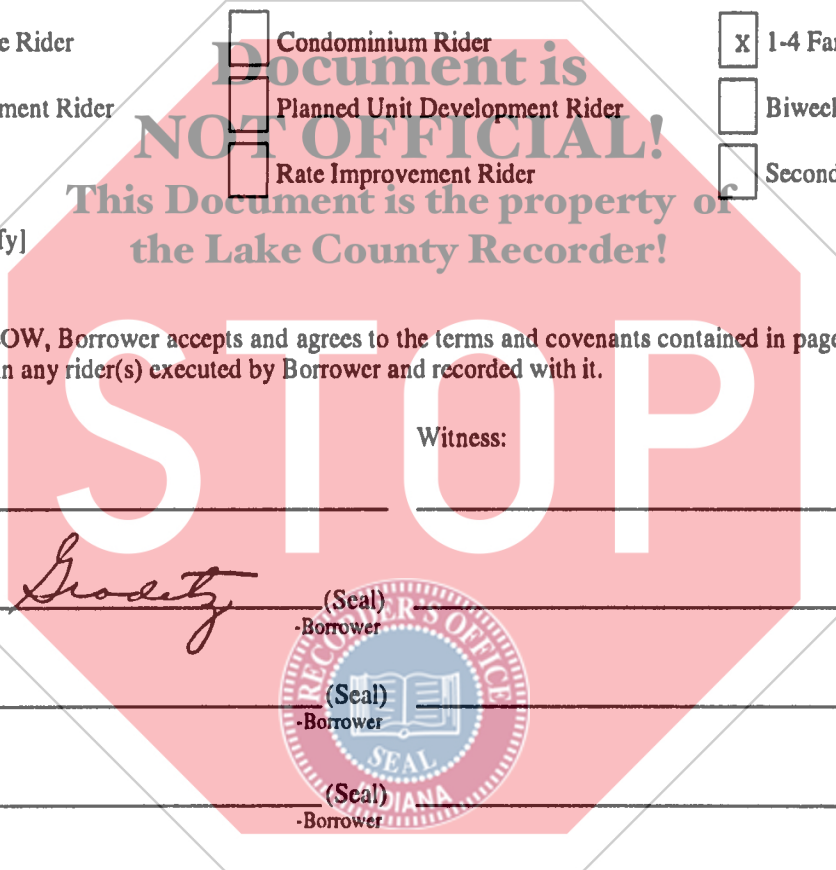 e Rider Condominium Rider x 1-4 Fa
Document is
ment Rider Planned Unit Development Rider Biweel
NOT OFFICIAL!
Rate Improvement Rider Second
This Document is the property of
fy]
the Lake County Recorder!
OW, Borrower accepts and agrees to the terms and covenants contained in page
n any rider(s) executed by Borrower and recorded with it.
STOP
Witness:
Grodetz (Seal)
-Borrower
RECORDER'S OFFICE
(Seal)
-Borrower
SEAL
(Seal)
INDIANA
-Borrower